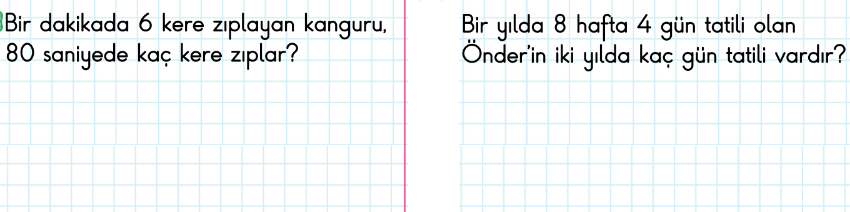 Bir dakikada 6 kere zıplayan kanguru,
80 saniyede kaç kere zıplar?
Bir yılda 8 hafta 4 gün tatili olan
Önder'in iki yılda kaç gün tatili vardır?